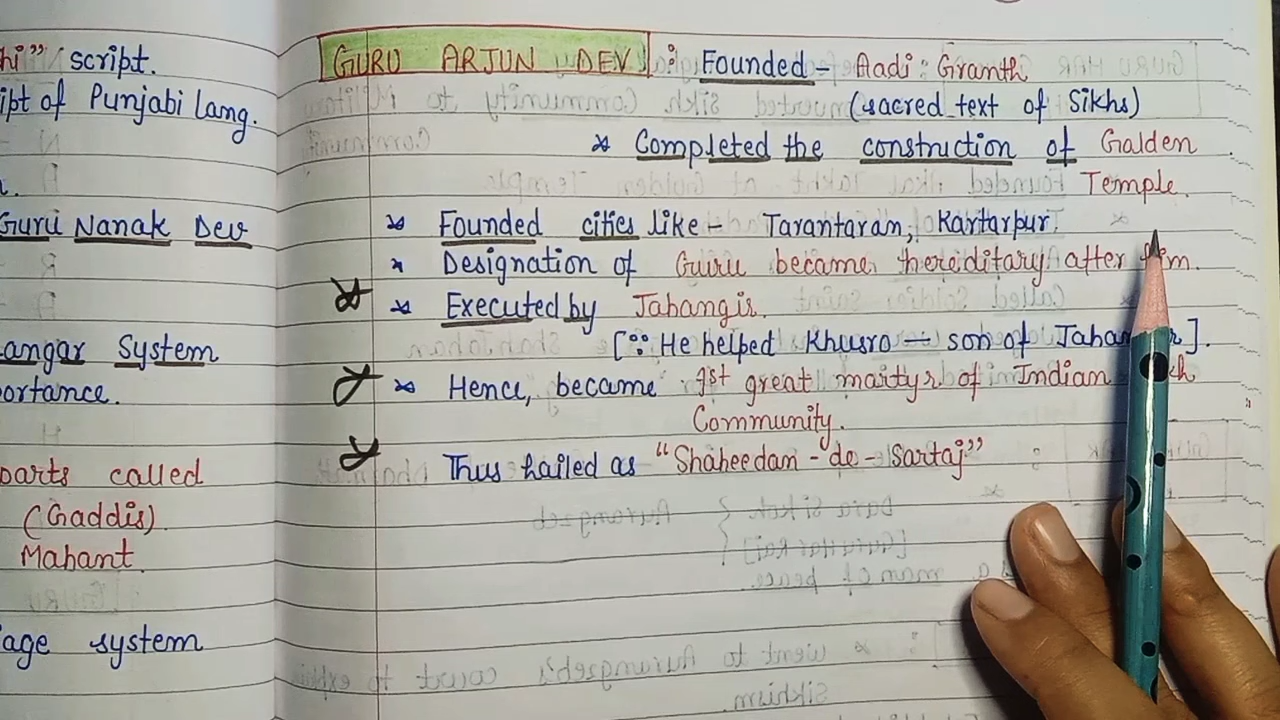 hi" script.
ipt of Punjabi Lang.
Guru Nanak Dev
angar System
ortance.
parts called
(Gaddis).
Mahant.
age system
GURU ARJUN DEV : Founded - Aadi : Granth
(sacred text of Sikhs)
* Completed the construction of Galden
Temple.
* Founded cities like - Tarantaran, Kartarpur.
* Designation of Guru became hereditary after
* Executed by Jahangir.
[∵ He helped Khusro - son of ].
* Hence, became 1st great martyr of Indian
Community.
Thus hailed as "Shaheedan - de - Sartaj"